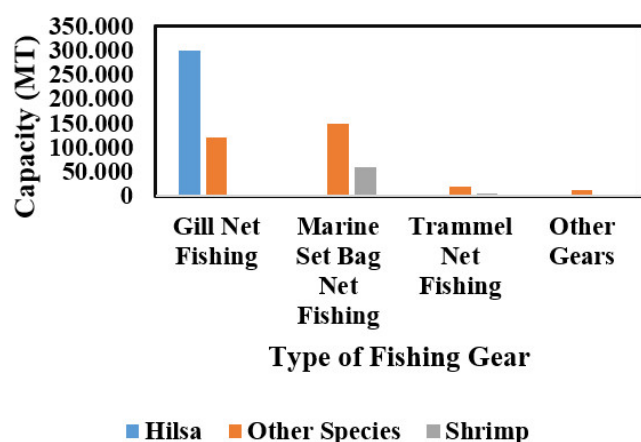 350.000
300.000
250.000
200.000
150.000
100.000
50.000
0
Capacity (MT)
Gill Net
Fishing
Marine
Set Bag
Net
Fishing
Trammel
Net
Fishing
Other
Gears
Type of Fishing Gear
Hilsa
Other Species
Shrimp